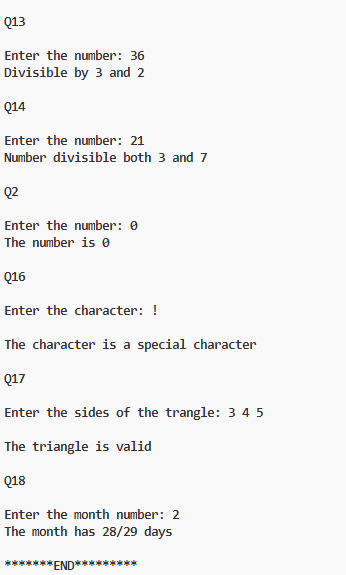 Q13
Enter the number: 36
Divisible by 3 and 2
Q14
Enter the number: 21
Number divisible both 3 and 7
Q2
Enter the number: 0
The number is 0
Q16
Enter the character: !
The character is a special character
Q17
Enter the sides of the trangle: 3 4 5
The triangle is valid
Q18
Enter the month number: 2
The month has 28/29 days
*******END*********